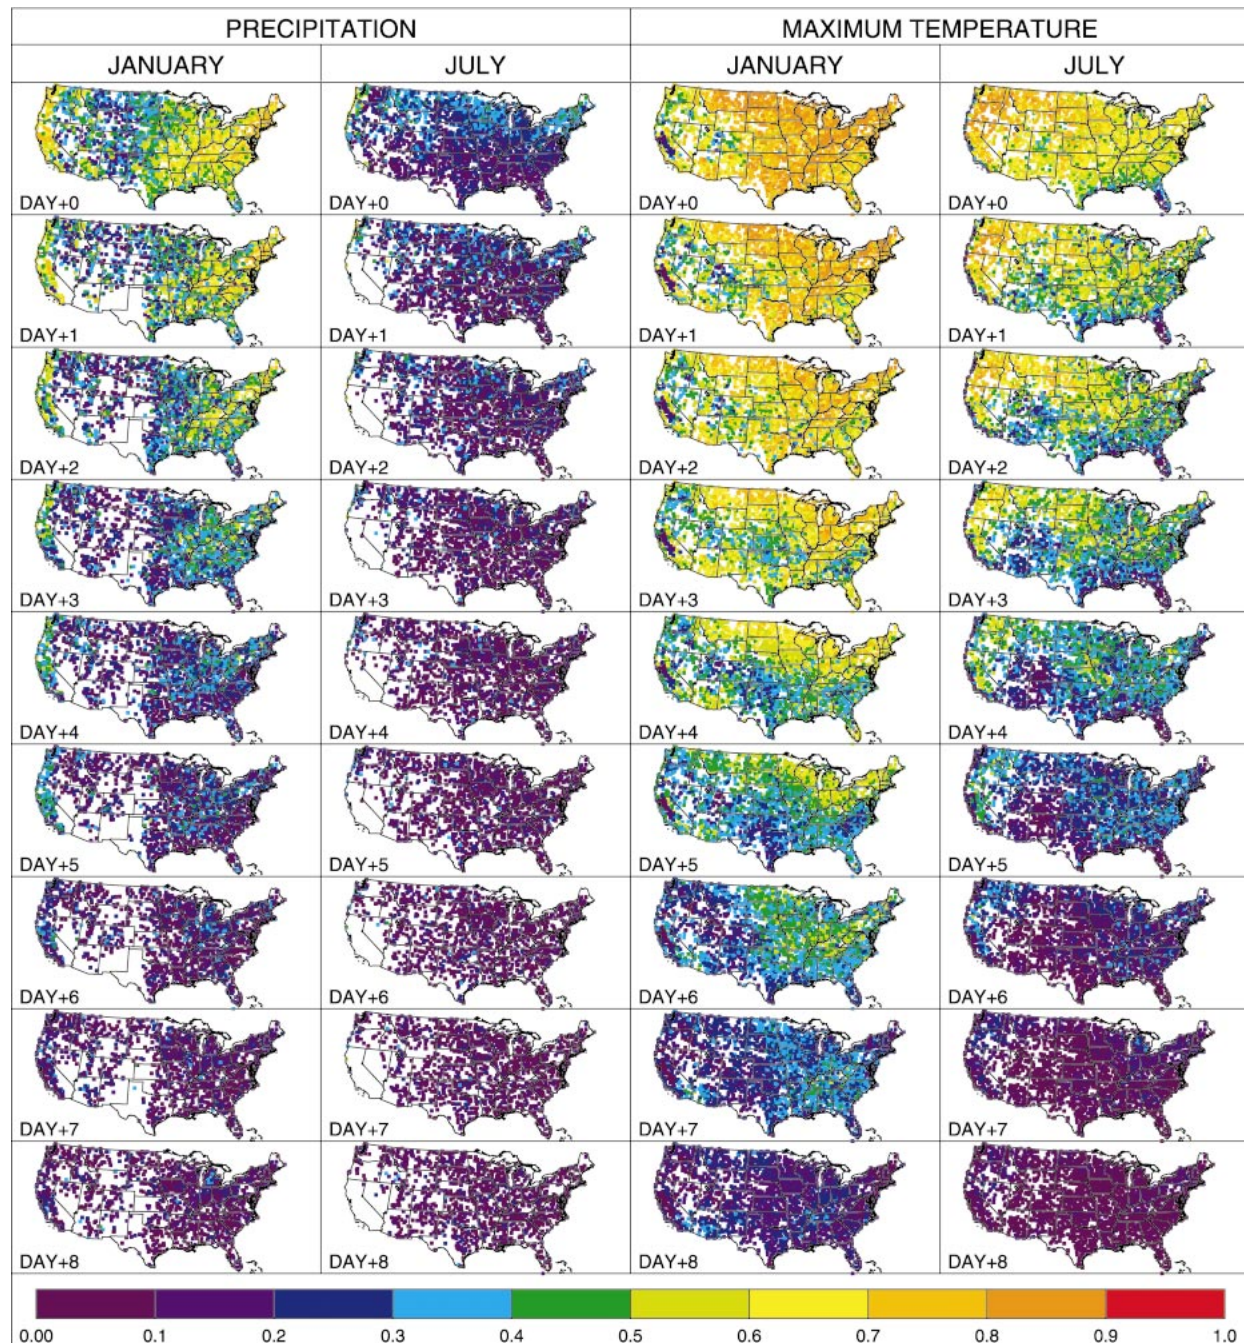 PRECIPITATION MAXIMUM TEMPERATURE
JANUARY JULY JANUARY JULY
DAY+0 DAY+0 DAY+0 DAY+0
DAY+1 DAY+1 DAY+1 DAY+1
DAY+2 DAY+2 DAY+2 DAY+2
DAY+3 DAY+3 DAY+3 DAY+3
DAY+4 DAY+4 DAY+4 DAY+4
DAY+5 DAY+5 DAY+5 DAY+5
DAY+6 DAY+6 DAY+6 DAY+6
DAY+7 DAY+7 DAY+7 DAY+7
DAY+8 DAY+8 DAY+8 DAY+8
0.00 0.1 0.2 0.3 0.4 0.5 0.6 0.7 0.8 0.9 1.0